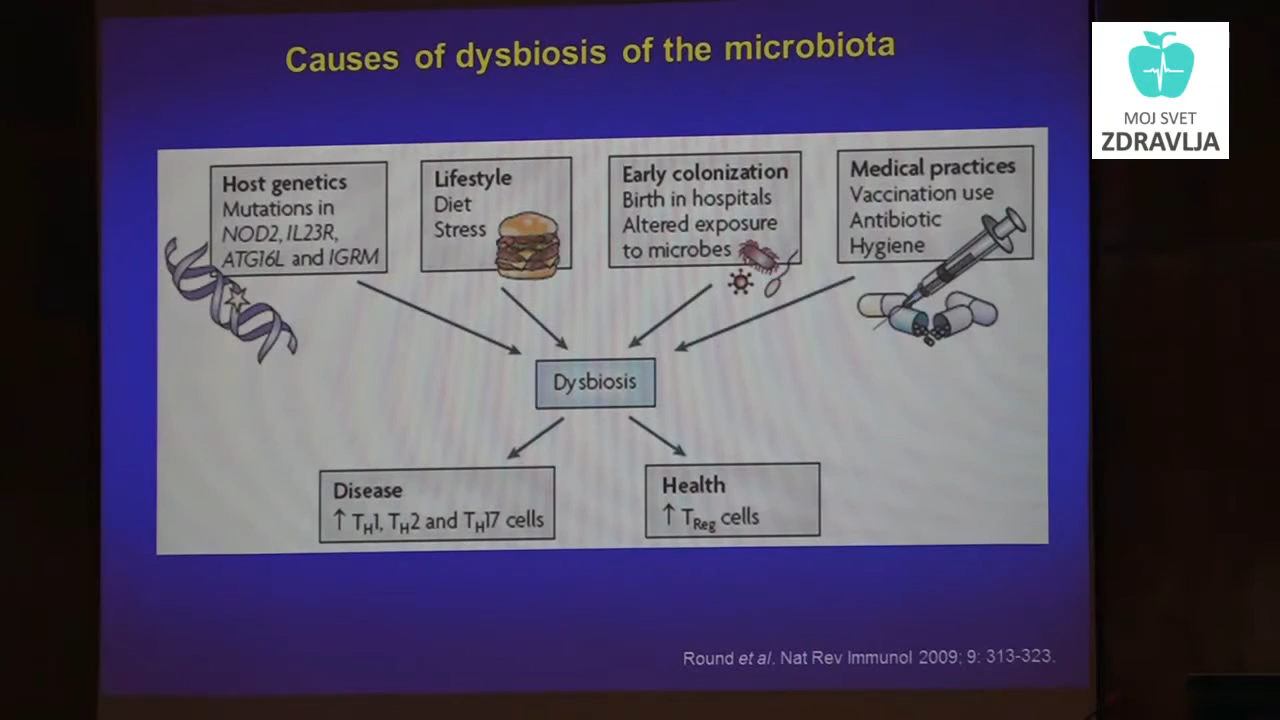 Causes of dysbiosis of the microbiota
MOJ SVET
ZDRAVLJA
Host genetics
Mutations in
NOD2, IL23R,
ATG16L and IGRM
Lifestyle
Diet
Stress
Early colonization
Birth in hospitals
Altered exposure
to microbes
Medical practices
Vaccination use
Antibiotic
Hygiene
Dysbiosis
Disease
↑ TH1, TH2 and TH17 cells
Health
↑ TReg cells
Round et al. Nat Rev Immunol 2009; 9: 313-323.